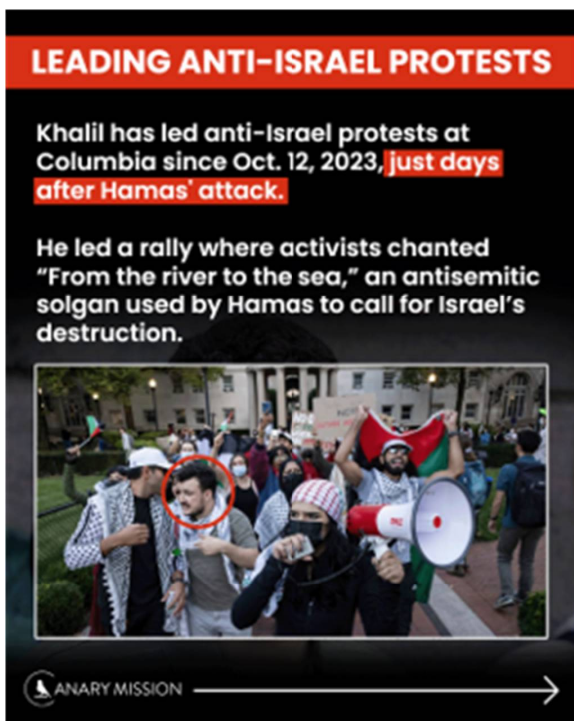 LEADING ANTI-ISRAEL PROTESTS
Khalil has led anti-Israel protests at
Columbia since Oct. 12, 2023, just days
after Hamas' attack.
He led a rally where activists chanted
“From the river to the sea,” an antisemitic
solgan used by Hamas to call for Israel’s
destruction.
ANARY MISSION